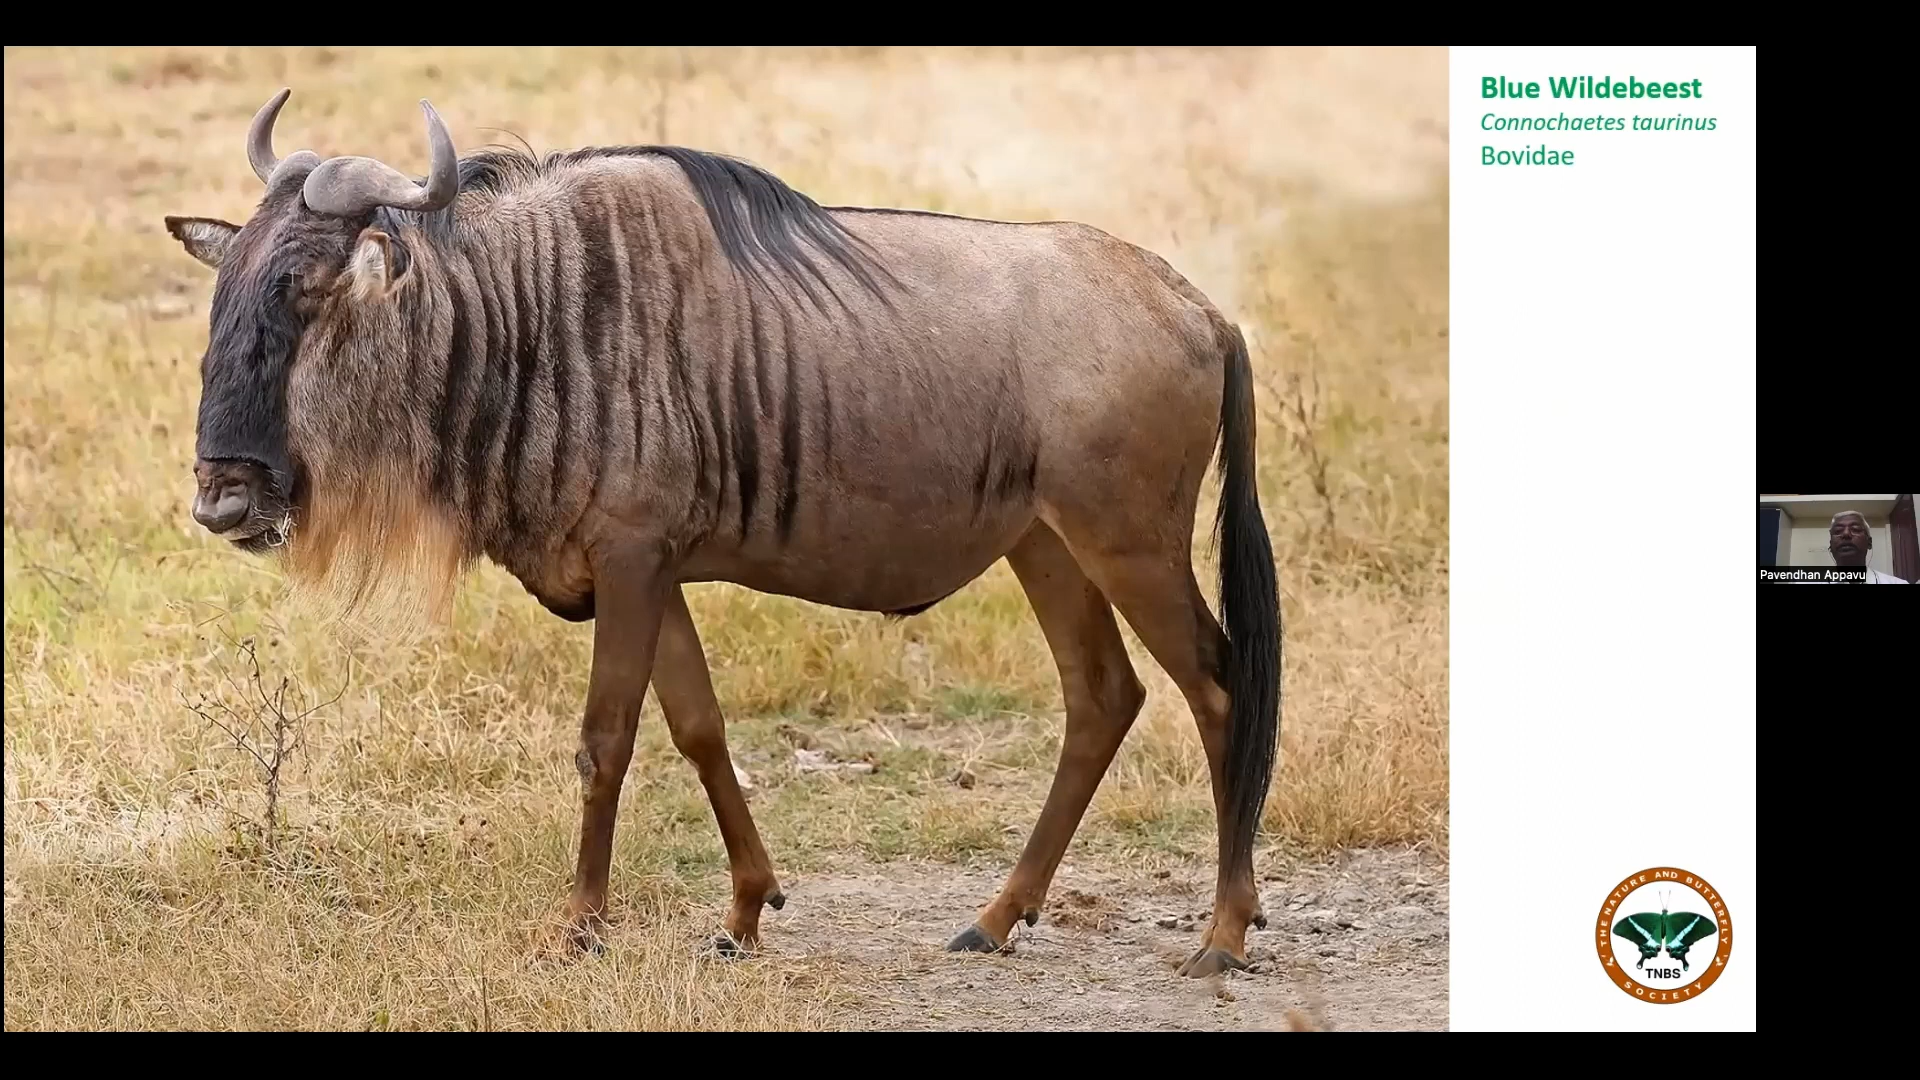 Blue Wildebeest
Connochaetes taurinus
Bovidae
Pavendhan Appavu
THE NATURE AND BUTTERFLY
TNBS
SOCIETY